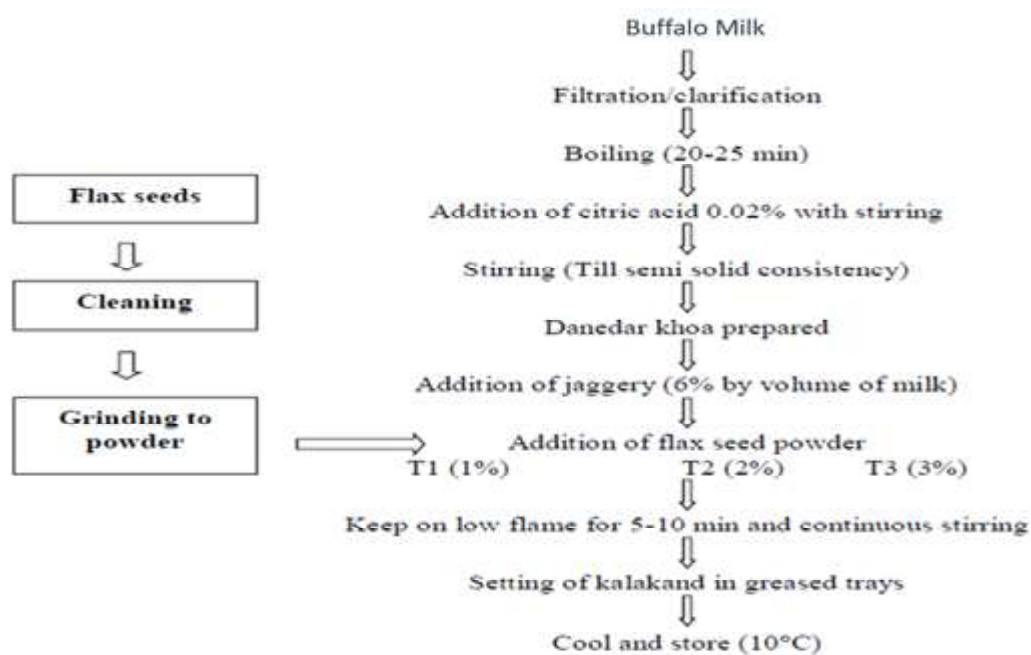 Buffalo Milk
Filtration/clarification
Boiling (20-25 min)
Addition of citric acid 0.02% with stirring
Stirring (Till semi solid consistency)
Danedar khoa prepared
Addition of jaggery (6% by volume of milk)
Flax seeds
Cleaning
Grinding to
powder
Addition of flax seed powder
T1 (1%) T2 (2%) T3 (3%)
Keep on low flame for 5-10 min and continuous stirring
Setting of kalakand in greased trays
Cool and store (10°C)